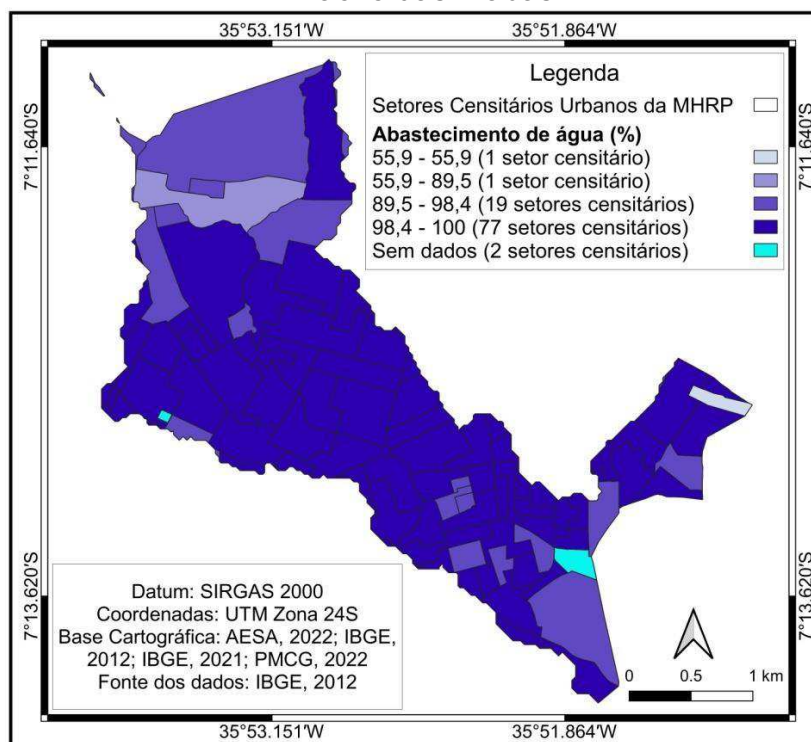 35°53.151'W 35°51.864'W
7°11.640'S
7°11.640'S
Legenda
Setores Censitários Urbanos da MHRP
Abastecimento de água (%)
55,9 - 55,9 (1 setor censitário)
55,9 - 89,5 (1 setor censitário)
89,5 - 98,4 (19 setores censitários)
98,4 - 100 (77 setores censitários)
Sem dados (2 setores censitários)
7°13.620'S
7°13.620'S
Datum: SIRGAS 2000
Coordenadas: UTM Zona 24S
Base Cartográfica: AESA, 2022; IBGE,
2012; IBGE, 2021; PMCG, 2022
Fonte dos dados: IBGE, 2012
0 0.5 1 km
35°53.151'W 35°51.864'W